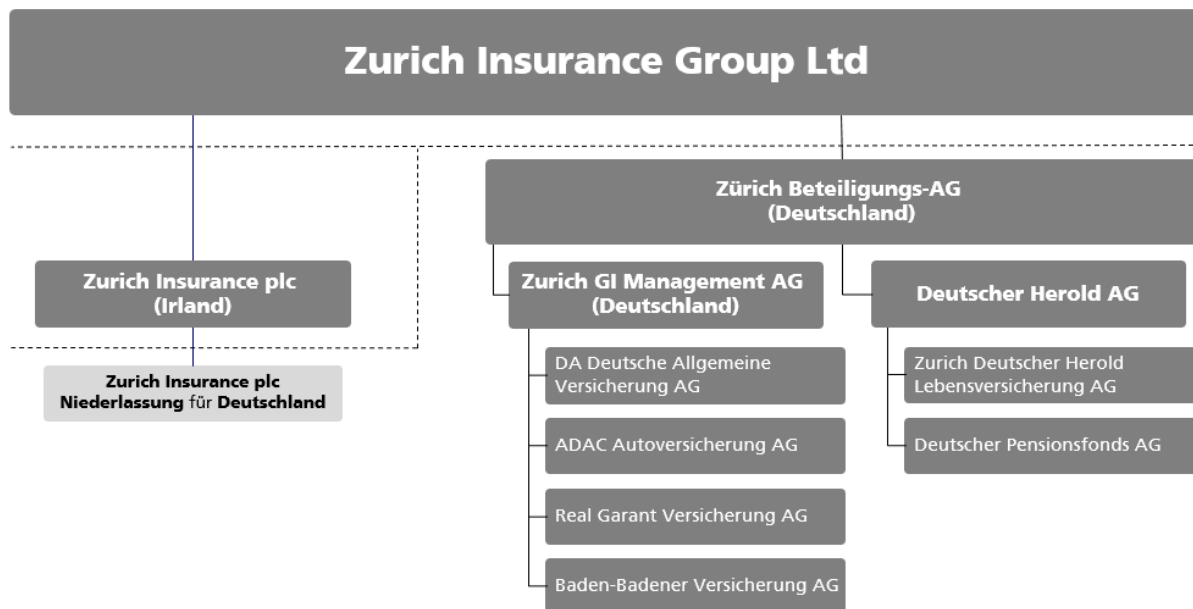 Zurich Insurance Group Ltd
Zürich Beteiligungs-AG
(Deutschland)
Zurich Insurance plc
(Irland)
Zurich GI Management AG
(Deutschland)
Deutscher Herold AG
Zurich Insurance plc
Niederlassung für Deutschland
DA Deutsche Allgemeine
Versicherung AG
Zurich Deutscher Herold
Lebensversicherung AG
ADAC Autoversicherung AG
Deutscher Pensionsfonds AG
Real Garant Versicherung AG
Baden-Badener Versicherung AG